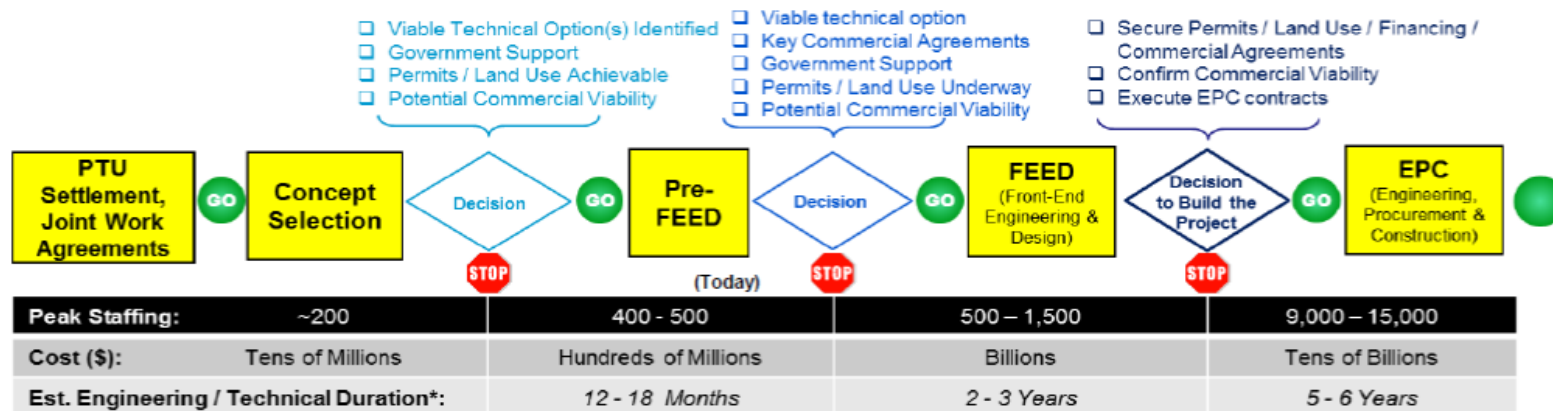 ❑ Viable Technical Option(s) Identified
❑ Government Support
❑ Permits / Land Use Achievable
❑ Potential Commercial Viability
❑ Viable technical option
❑ Key Commercial Agreements
❑ Government Support
❑ Permits / Land Use Underway
❑ Potential Commercial Viability
❑ Secure Permits / Land Use / Financing /
Commercial Agreements
❑ Confirm Commercial Viability
❑ Execute EPC contracts
PTU
Settlement,
Joint Work
Agreements
GO
Concept
Selection
Decision
STOP
GO
Pre-
FEED
(Today)
Decision
STOP
GO
FEED
(Front-End
Engineering &
Design)
Decision
to Build the
Project
STOP
GO
EPC
(Engineering,
Procurement &
Construction)
Peak Staffing: ~200 400 - 500 500 – 1,500 9,000 – 15,000
Cost ($): Tens of Millions Hundreds of Millions Billions Tens of Billions
Est. Engineering / Technical Duration*: 12 - 18 Months 2 - 3 Years 5 - 6 Years